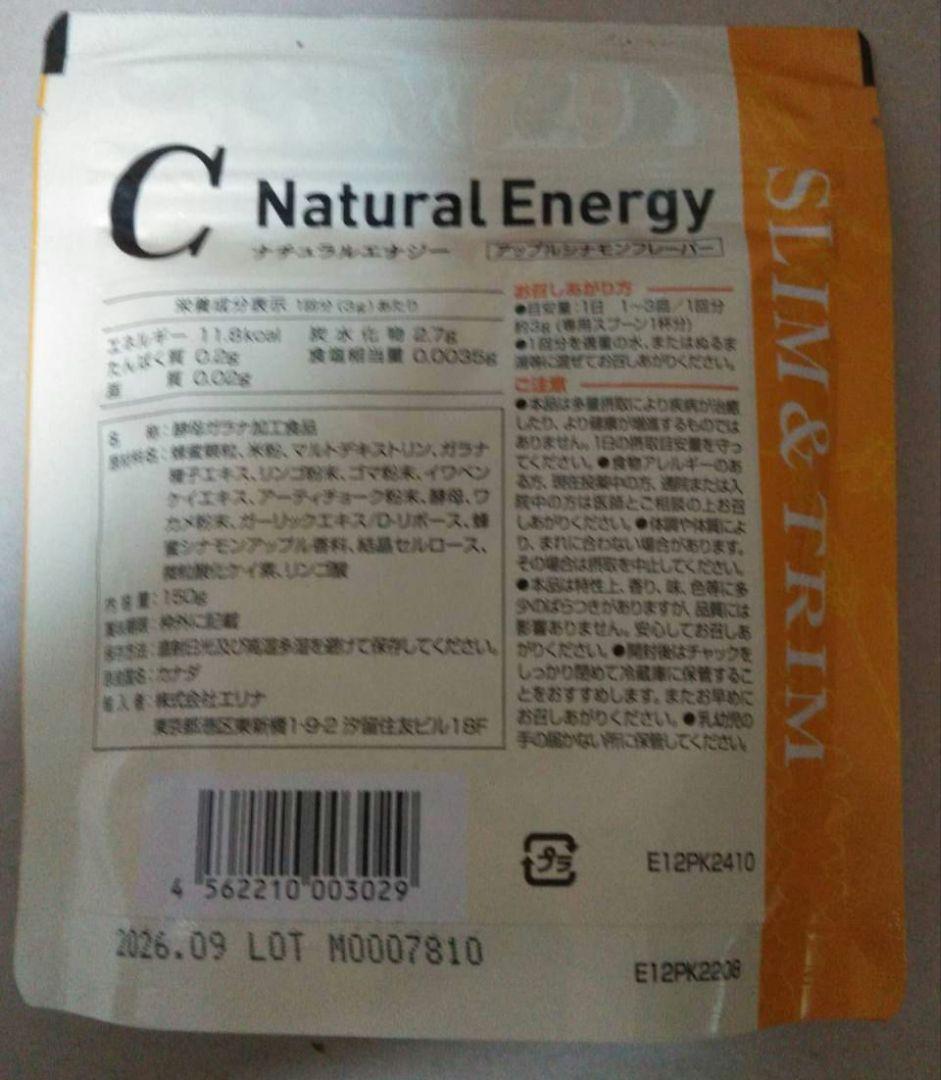 C Natural Energy
ナチュラルエナジー
アップルシナモンフレーバー
SLIM & TRIM
栄養成分表示 1回分(3g)あたり
エネルギー 11.8kcal 炭水化物 2.7g
たんぱく質 0.2g 食塩相当量 0.0035g
脂質 0.02g
名称:酵母ガラナ加工食品
原材料名:蜂蜜顆粒、米粉、マルトデキストリン、ガラナ
種子エキス、リンゴ粉末、ゴマ粉末、イワベン
ケイエキス、アーティチョーク粉末、酵母、ワ
カメ粉末、ガーリックエキス/D-リボース、蜂
蜜シナモンアップル香料、結晶セルロース、
微粒酸化ケイ素、リンゴ酸
内容量:150g
賞味期限:枠外に記載
保存方法:直射日光及び高温多湿を避けて保存してください。
原産国名:カナダ
輸入者:株式会社エリナ
東京都港区東新橋1-9-2 汐留住友ビル18F
お召しあがり方
●目安量:1日 1〜3回/1回分
約3g(専用スプーン1杯分)
●1回分を適量の水、またはぬるま
湯等に混ぜてお召しあがりください。
ご注意
●本品は多量摂取により疾病が治癒
したり、より健康が増進するものでは
ありません。1日の摂取目安量を守っ
てください。●食物アレルギーのあ
る方、現在投薬中の方、通院または入
院中の方は医師とご相談の上お召
しあがりください。●体調や体質によ
り、まれに合わない場合があります。
その場合は摂取を中止してください。
●本品は特性上、香り、味、色等に多
少のばらつきがありますが、品質には
影響ありません。安心してお召しあ
がりください。●開封後はチャックを
しっかり閉めて冷蔵庫に保管するこ
とをおすすめします。またお早めに
お召しあがりください。●乳幼児の
手の届かない所に保管してください。
4 562210 003029
プラ
E12PK2410
2026.09 LOT M0007810
E12PK2208